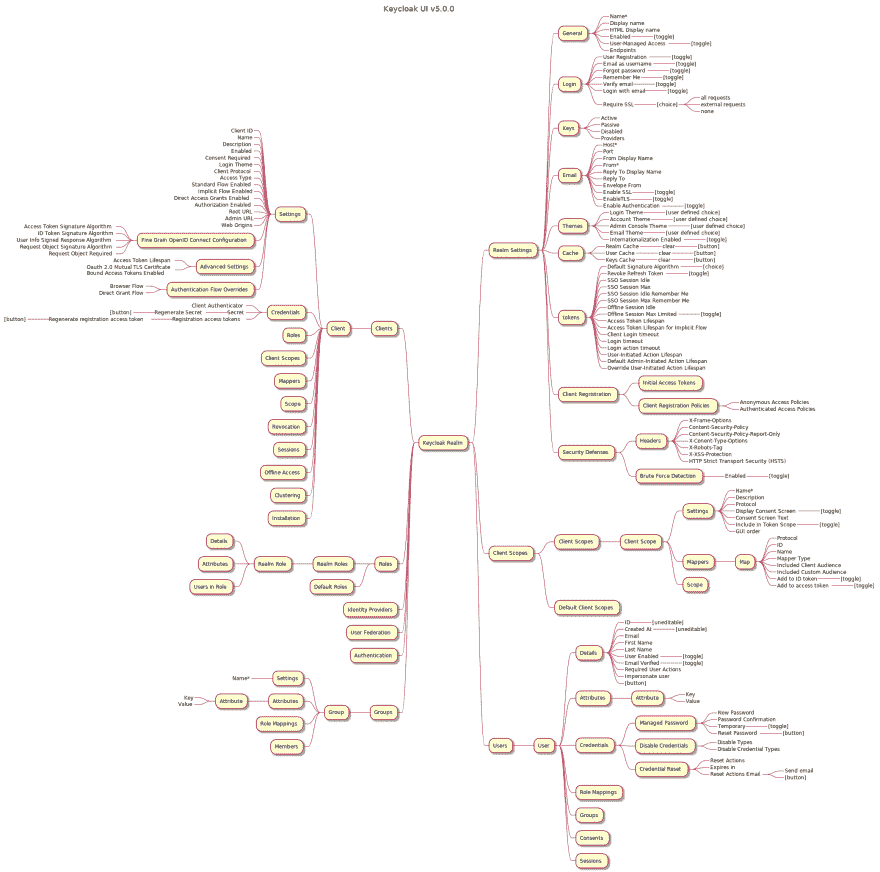 Keycloak UI v5.0.0
Keycloak Realm
Realm Settings
General
Name*
Display name
HTML Display name
Enabled [toggle]
User-Managed Access [toggle]
Endpoints
Login
User Registration [toggle]
Email as username [toggle]
Forgot password [toggle]
Remember Me [toggle]
Verify email [toggle]
Login with email [toggle]
Require SSL [choice]
all requests
external requests
none
Keys
Active
Passive
Disabled
Providers
Email
Host*
Port
From Display Name
From*
Reply To Display Name
Reply To
Envelope From
Enable SSL [toggle]
EnableTLS [toggle]
Enable Authentication [toggle]
Themes
Login Theme [user defined choice]
Account Theme [user defined choice]
Admin Console Theme [user defined choice]
Email Theme [user defined choice]
Internationalization Enabled [toggle]
Cache
Realm Cache clear [button]
User Cache clear [button]
Keys Cache clear [button]
tokens
Default Signature Algorithm [choice]
Revoke Refresh Token [toggle]
SSO Session Idle
SSO Session Max
SSO Session Idle Remember Me
SSO Session Max Remember Me
Offline Session Idle
Offline Session Max Limited [toggle]
Access Token Lifespan
Access Token Lifespan for Implicit Flow
Client Login timeout
Login timeout
Login action timeout
User-Initiated Action Lifespan
Default Admin-Initiated Action Lifespan
Override User-Initiated Action Lifespan
Client Registration
Initial Access Tokens
Client Registration Policies
Anonymous Access Policies
Authenticated Access Policies
Security Defenses
Headers
X-Frame-Options
Content-Security-Policy
Content-Security-Policy-Report-Only
X-Cenent-Type-Options
X-Robots-Tag
X-XSS-Protection
HTTP Strict Transport Security (HSTS)
Brute Force Detection
Enabled [toggle]
Client Scopes
Client Scopes
Client Scope
Settings
Name*
Description
Protocol
Display Consent Screen [toggle]
Consent Screen Text
Include in Token Scope [toggle]
GUI order
Mappers
Map
Protocol
ID
Name
Mapper Type
Included Client Audience
Included Custom Audience
Add to ID token [toggle]
Add to access token [toggle]
Scope
Default Client Scopes
Users
User
Details
ID [uneditable]
Created At [uneditable]
Email
First Name
Last Name
User Enabled [toggle]
Email Verified [toggle]
Required User Actions
Impersonate user
[button]
Attributes
Attribute
Key
Value
Credentials
Managed Password
New Password
Password Confirmation
Temporary [toggle]
Reset Password [button]
Disable Credentials
Disable Types
Disable Credential Types
Credential Reset
Reset Actions
Expires in
Reset Actions Email
Send email
[button]
Role Mappings
Groups
Consents
Sessions
Clients
Client
Settings
Client ID
Name
Description
Enabled
Consent Required
Login Theme
Client Protocol
Access Type
Standard Flow Enabled
Implicit Flow Enabled
Direct Access Grants Enabled
Authorization Enabled
Root URL
Admin URL
Web Origins
Fine Grain OpenID Connect Configuration
Access Token Signature Algorithm
ID Token Signature Algorithm
User Info Signed Response Algorithm
Request Object Signature Algorithm
Request Object Required
Advanced Settings
Access Token Lifespan
Oauth 2.0 Mutual TLS Certificate
Bound Access Tokens Enabled
Authentication Flow Overrides
Browser Flow
Direct Grant Flow
Credentials
Client Authenticator
[button] Regenerate Secret Secret
[button] Regenerate registration access token Registration access tokens
Roles
Client Scopes
Mappers
Scope
Revocation
Sessions
Offline Access
Clustering
Installation
Roles
Realm Roles
Realm Role
Details
Attributes
Users in Role
Default Roles
Identity Providers
User Federation
Authentication
Groups
Group
Settings
Name*
Attributes
Attribute
Key
Value
Role Mappings
Members